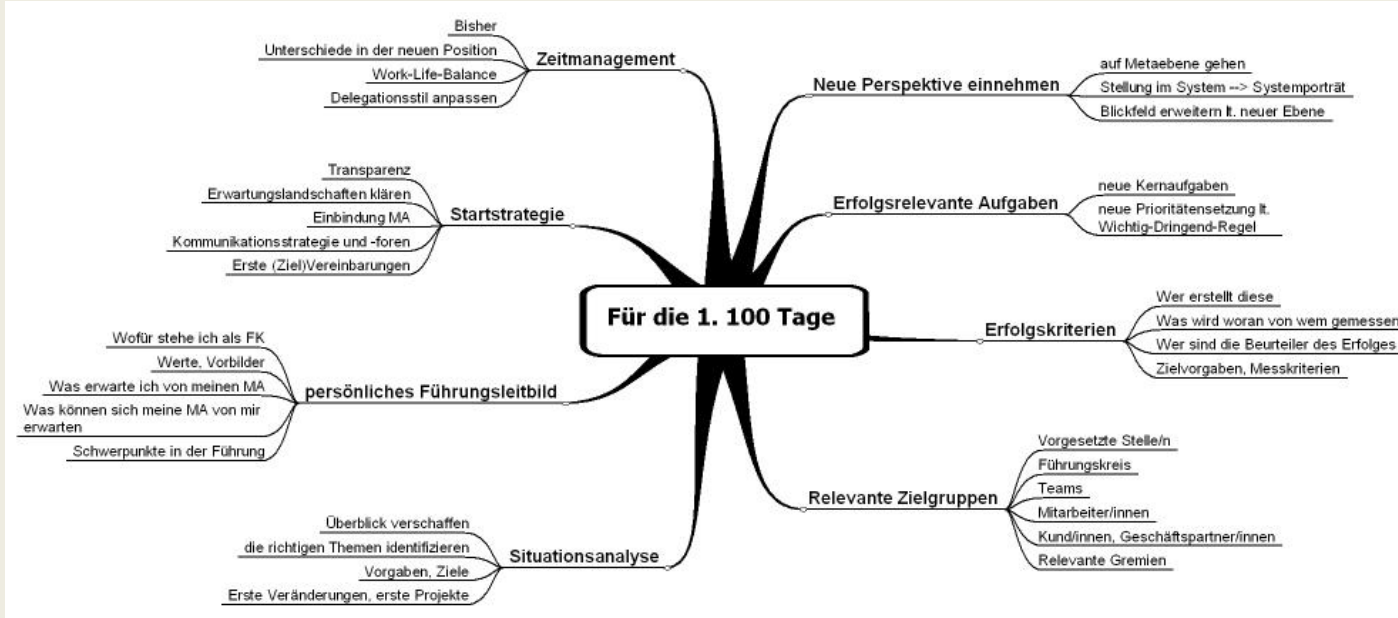 Für die 1. 100 Tage
Zeitmanagement
Bisher
Unterschiede in der neuen Position
Work-Life-Balance
Delegationsstil anpassen
Startstrategie
Transparenz
Erwartungslandschaften klären
Einbindung MA
Kommunikationsstrategie und -foren
Erste (Ziel)Vereinbarungen
persönliches Führungsleitbild
Wofür stehe ich als FK
Werte, Vorbilder
Was erwarte ich von meinen MA
Was können sich meine MA von mir
erwarten
Schwerpunkte in der Führung
Situationsanalyse
Überblick verschaffen
die richtigen Themen identifizieren
Vorgaben, Ziele
Erste Veränderungen, erste Projekte
Neue Perspektive einnehmen
auf Metaebene gehen
Stellung im System --> Systemporträt
Blickfeld erweitern lt. neuer Ebene
Erfolgsrelevante Aufgaben
neue Kernaufgaben
neue Prioritätensetzung lt.
Wichtig-Dringend-Regel
Erfolgskriterien
Wer erstellt diese
Was wird woran von wem gemessen
Wer sind die Beurteiler des Erfolges
Zielvorgaben, Messkriterien
Relevante Zielgruppen
Vorgesetzte Stelle/n
Führungskreis
Teams
Mitarbeiter/innen
Kund/innen, Geschäftspartner/innen
Relevante Gremien